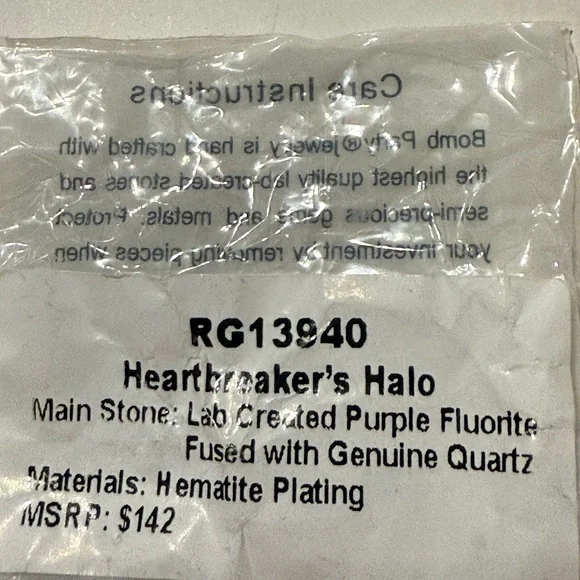 Care Instructions
Bomb Party® jewelry is hand crafted with
the highest quality lab-created stones and
semi-precious gems and metals. Protect
your investment by removing pieces when
RG13940
Heartbreaker's Halo
Main Stone: Lab Created Purple Fluorite
Fused with Genuine Quartz
Materials: Hematite Plating
MSRP: $142